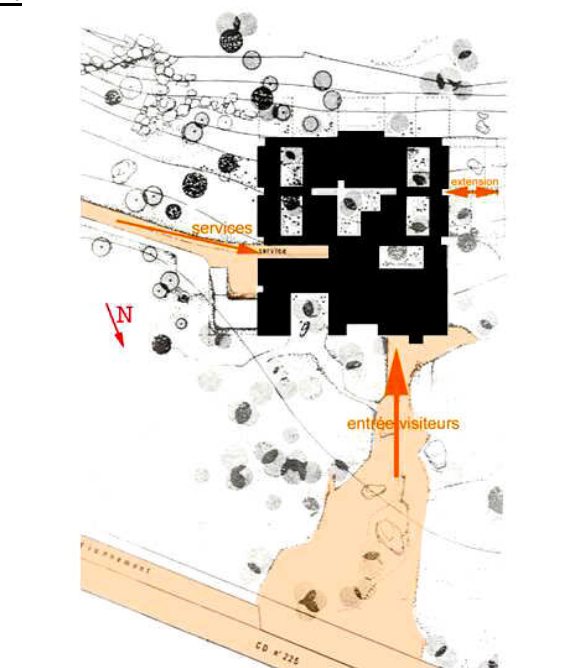 extension
services
service
N
entrée visiteurs
CD n° 225